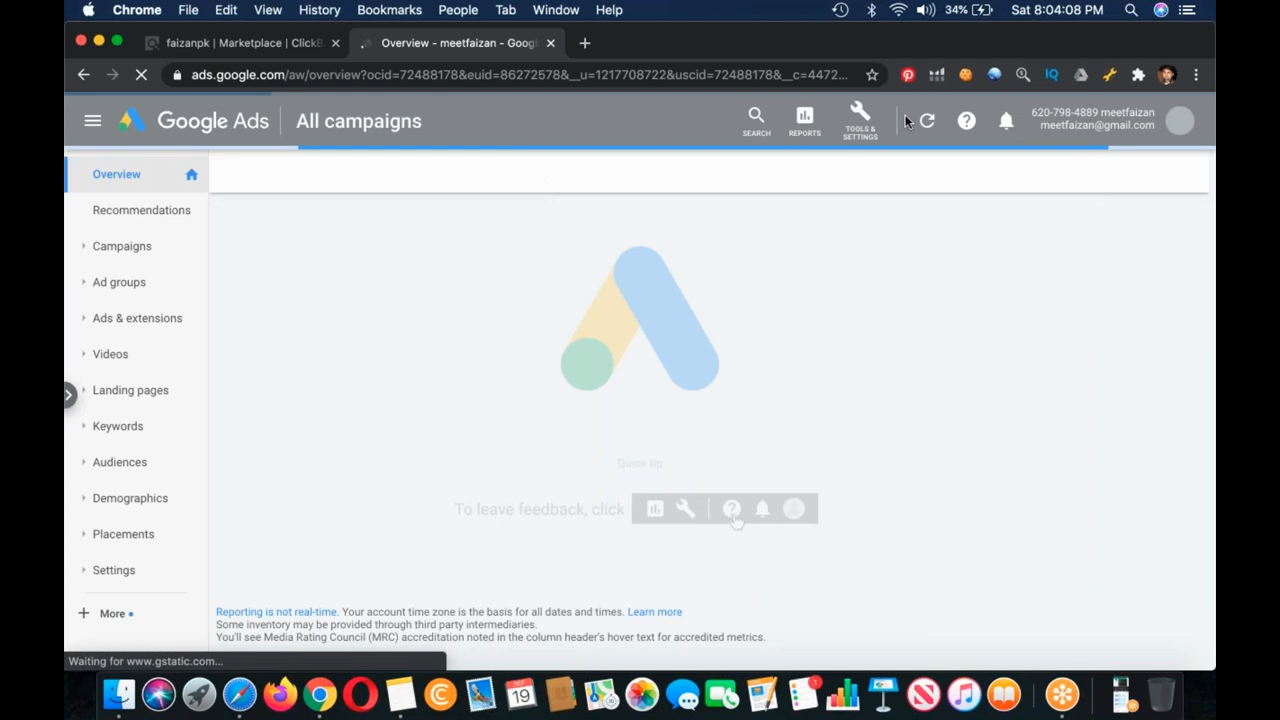 Chrome File Edit View History Bookmarks People Tab Window Help 34% Sat 8:04:08 PM
faizanpk | Marketplace | ClickB Overview - meetfaizan - Goog
ads.google.com/aw/overview?ocid=72488178&euid=86272578&__u=1217708722&uscid=72488178&__c=4472...
IQ
Google Ads All campaigns
SEARCH
REPORTS
TOOLS &
SETTINGS
620-798-4889 meetfaizan
meetfaizan@gmail.com
Overview
Recommendations
Campaigns
Ad groups
Ads & extensions
Videos
Landing pages
Keywords
Audiences
Demographics
Placements
Settings
+ More
Quick tip
To leave feedback, click
Reporting is not real-time. Your account time zone is the basis for all dates and times. Learn more
Some inventory may be provided through third party intermediaries.
You'll see Media Rating Council (MRC) accreditation noted in the column header's hover text for accredited metrics.
Waiting for www.gstatic.com...
SEP
19
1